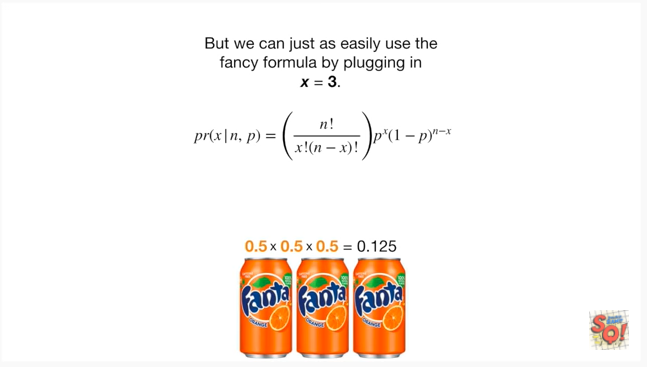 But we can just as easily use the
fancy formula by plugging in
x = 3.
pr(x|n, p) = (n! / x!(n − x)!) p^x(1 − p)^n−x
0.5 x 0.5 x 0.5 = 0.125
Fanta Fanta Fanta
ORANGE ORANGE ORANGE
SQ!